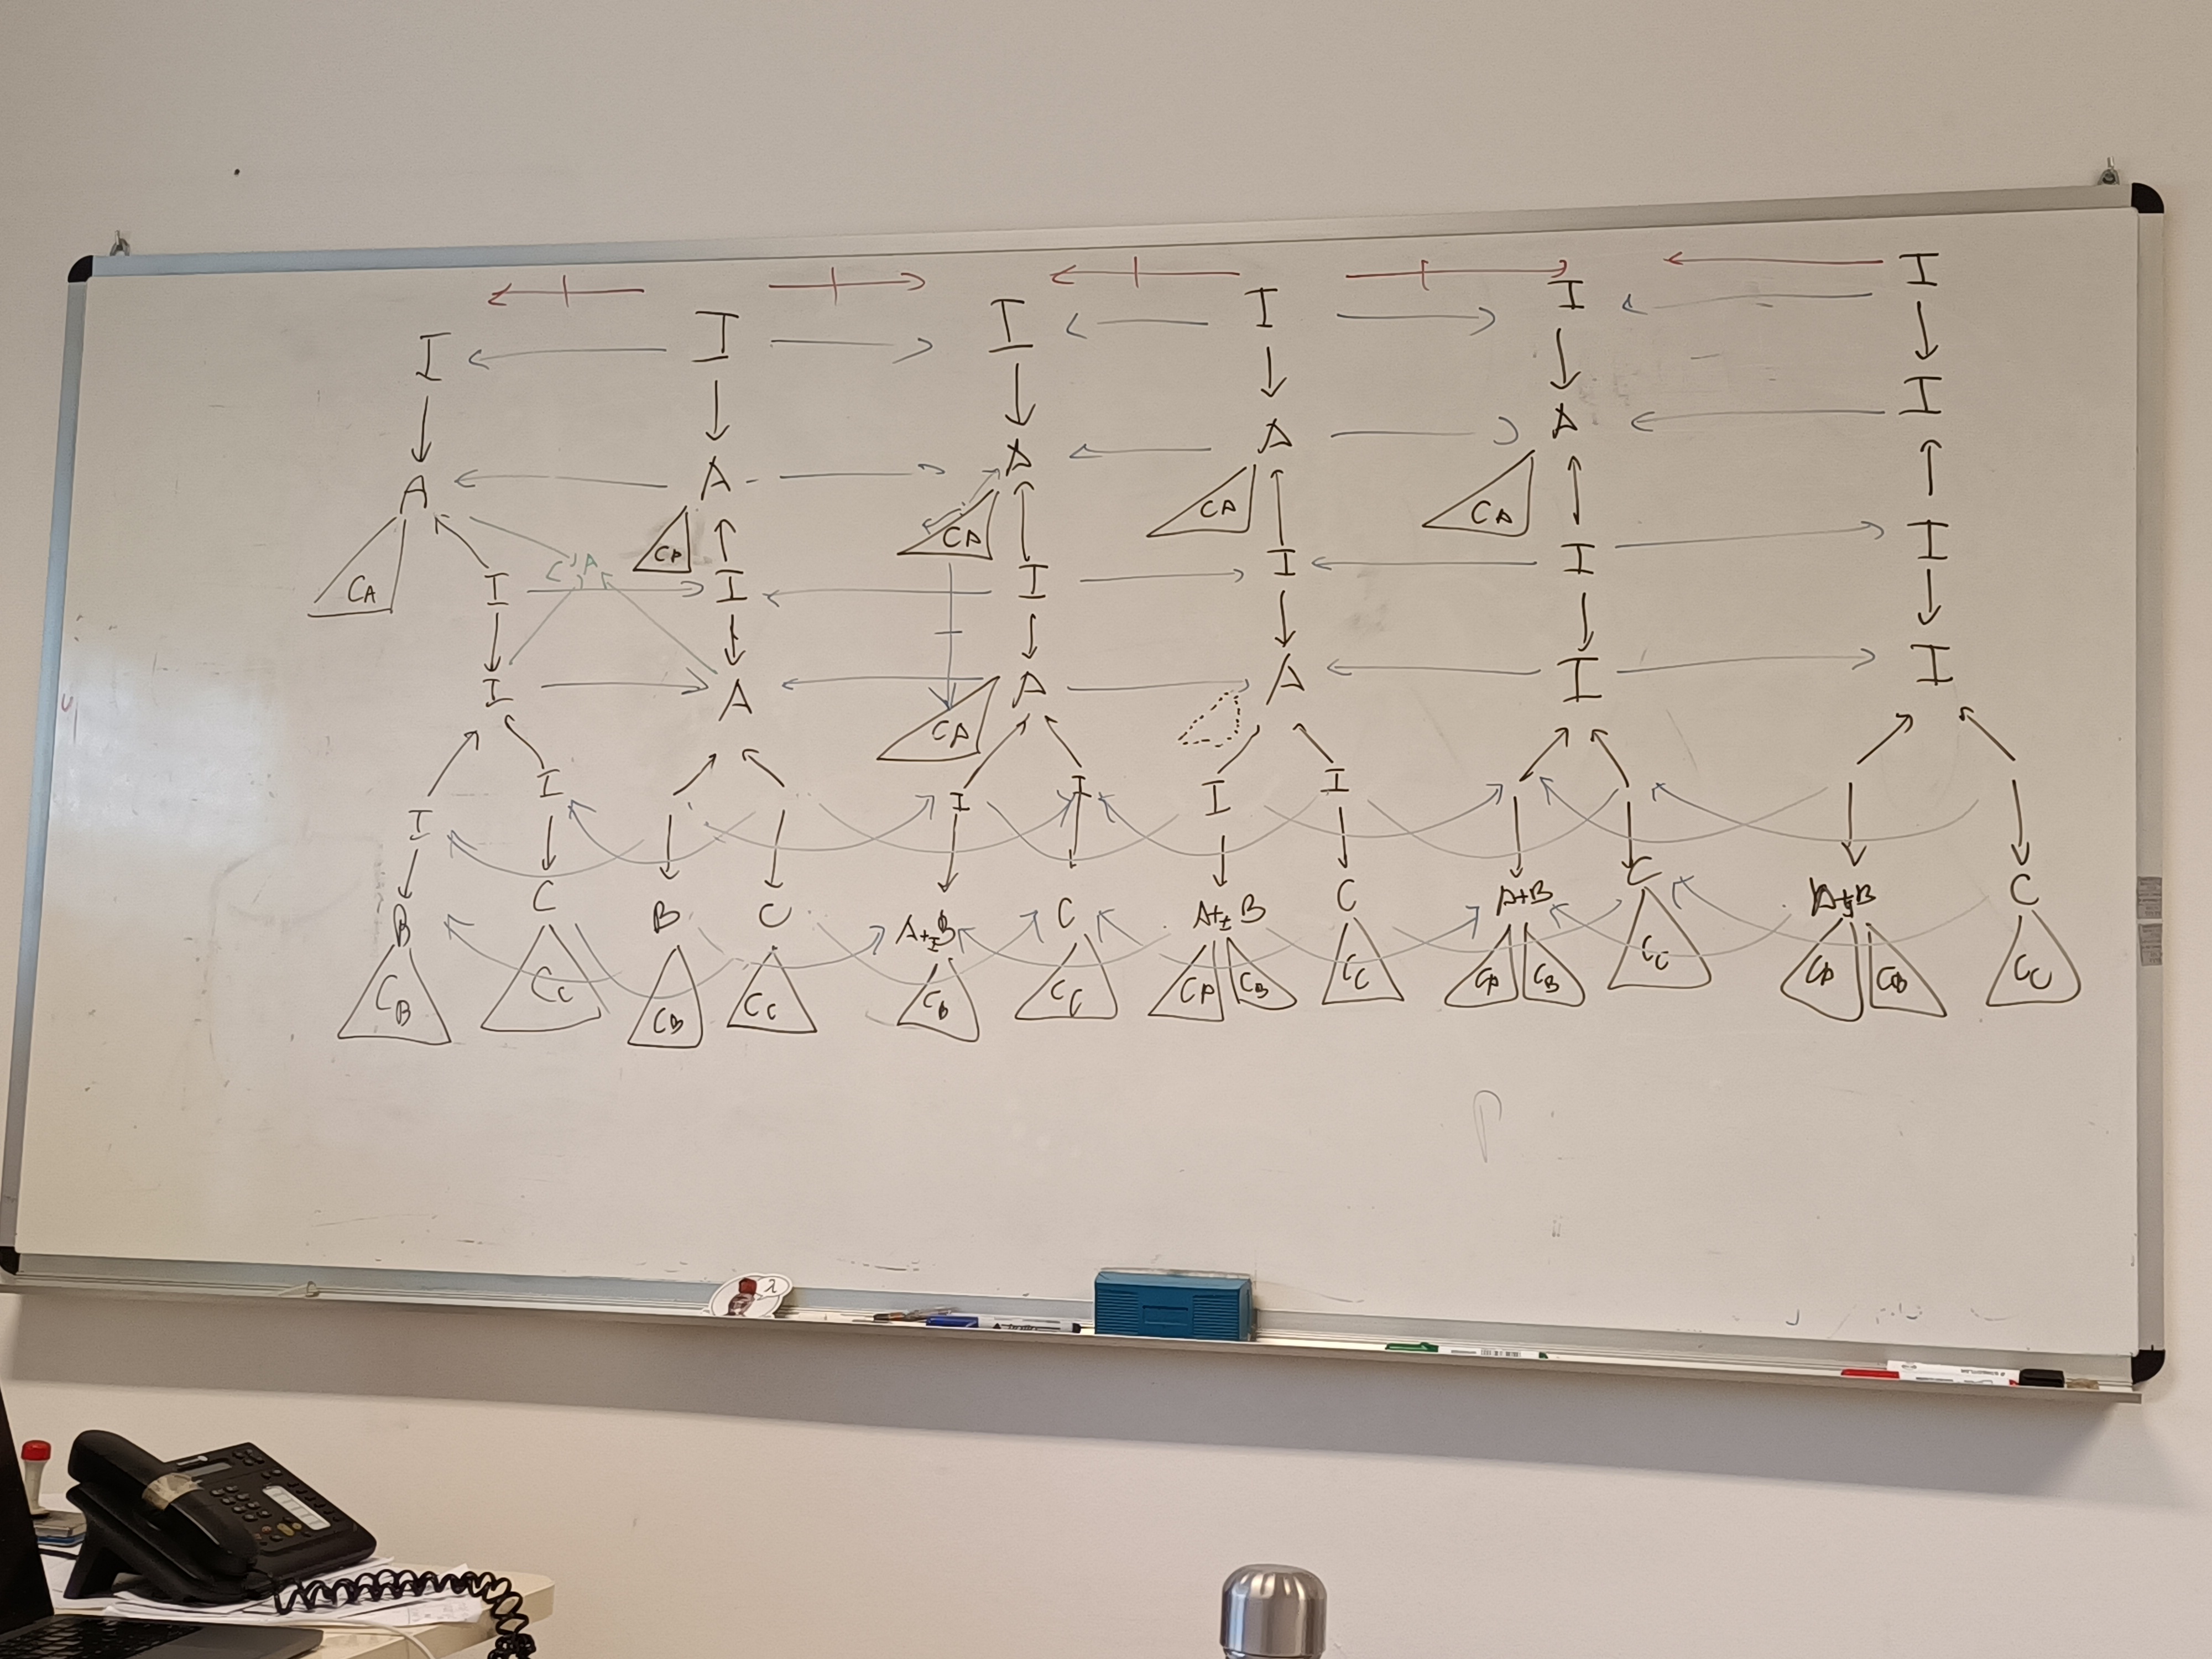 I I I I I I
A A A A A I
C_A C_A C_A C_A C_A
C'_A
I I I I I I
I A A A I I
C_A
I I I I I I
B C B C A+_I B C A+_I B C A+B C A+_I B C
C_B C_C C_B C_C C_B C_C C_A C_B C_C C_A C_B C_C C_A C_B C_C
λ